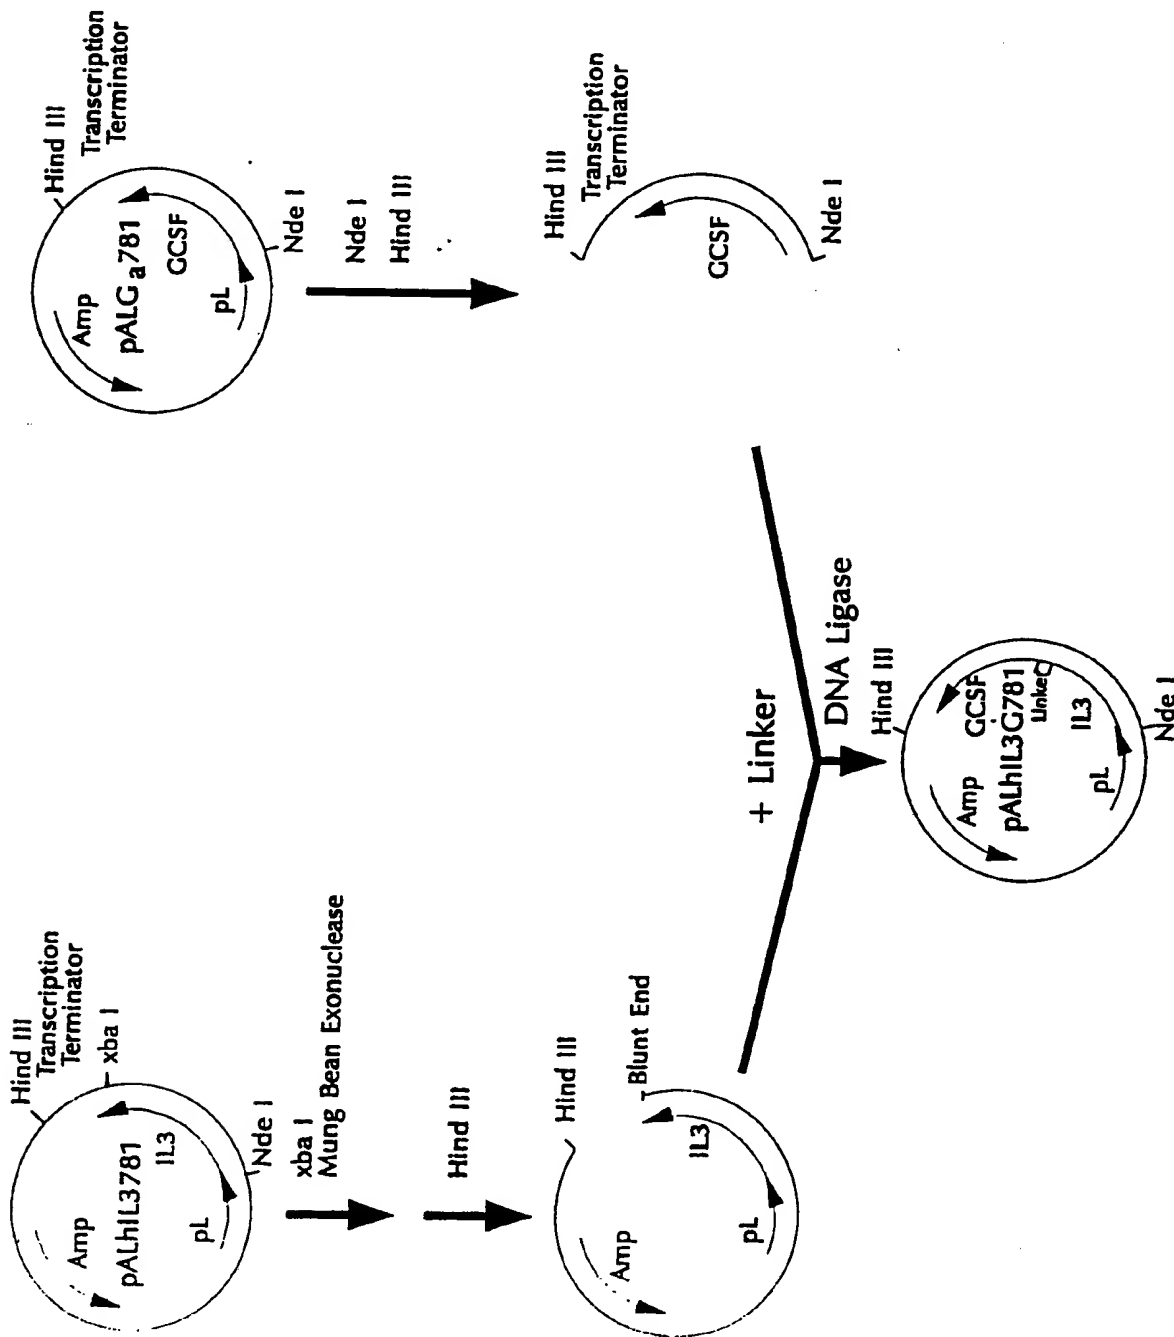 Hind III
Transcription
Terminator
xba I
Amp
pALhIL3781
IL3
pL
Nde I
xba I
Mung Bean Exonuclease
Hind III
Hind III
Blunt End
Amp
IL3
pL
Hind III
Transcription
Terminator
Amp
pALGa781
GCSF
pL
Nde I
Nde I
Hind III
Hind III
Transcription
Terminator
GCSF
Nde I
+ Linker
DNA Ligase
Hind III
Amp
GCSF
pALhIL3G781
Linker
IL3
pL
Nde I